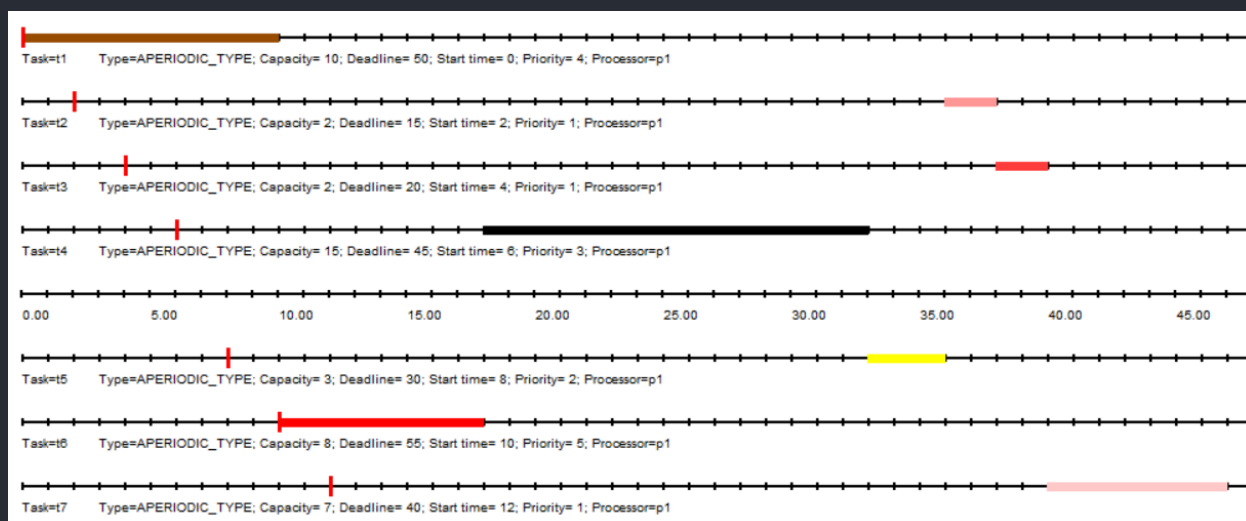 Task=t1 Type=APERIODIC_TYPE; Capacity= 10; Deadline= 50; Start time= 0; Priority= 4; Processor=p1
Task=t2 Type=APERIODIC_TYPE; Capacity= 2; Deadline= 15; Start time= 2; Priority= 1; Processor=p1
Task=t3 Type=APERIODIC_TYPE; Capacity= 2; Deadline= 20; Start time= 4; Priority= 1; Processor=p1
Task=t4 Type=APERIODIC_TYPE; Capacity= 15; Deadline= 45; Start time= 6; Priority= 3; Processor=p1
0.00 5.00 10.00 15.00 20.00 25.00 30.00 35.00 40.00 45.00
Task=t5 Type=APERIODIC_TYPE; Capacity= 3; Deadline= 30; Start time= 8; Priority= 2; Processor=p1
Task=t6 Type=APERIODIC_TYPE; Capacity= 8; Deadline= 55; Start time= 10; Priority= 5; Processor=p1
Task=t7 Type=APERIODIC_TYPE; Capacity= 7; Deadline= 40; Start time= 12; Priority= 1; Processor=p1